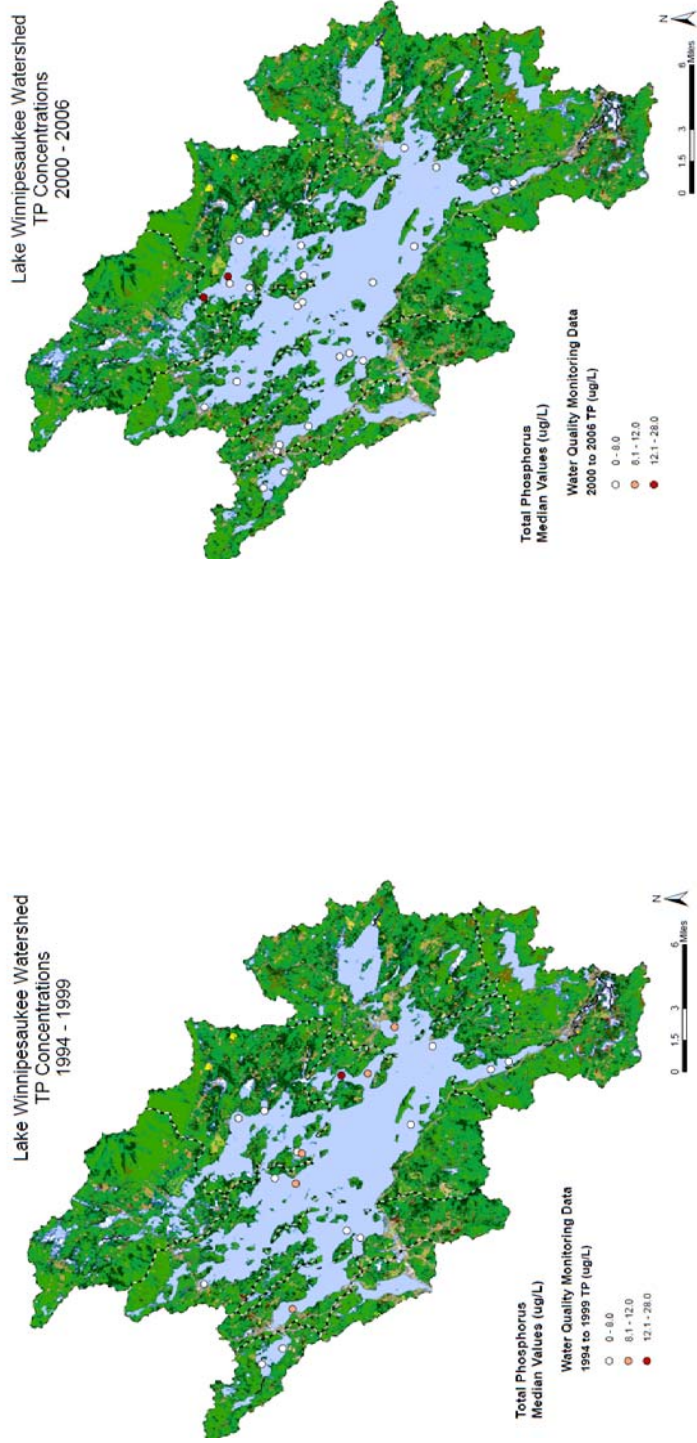 Lake Winnipesaukee Watershed
TP Concentrations
1994 - 1999
Total Phosphorus
Median Values (ug/L)
Water Quality Monitoring Data
1994 to 1999 TP (ug/L)
0 - 8.0
8.1 - 12.0
12.1 - 28.0
N
0 1.5 3 6
Miles
Lake Winnipesaukee Watershed
TP Concentrations
2000 - 2006
Total Phosphorus
Median Values (ug/L)
Water Quality Monitoring Data
2000 to 2006 TP (ug/L)
0 - 8.0
8.1 - 12.0
12.1 - 28.0
N
0 1.5 3 6
Miles